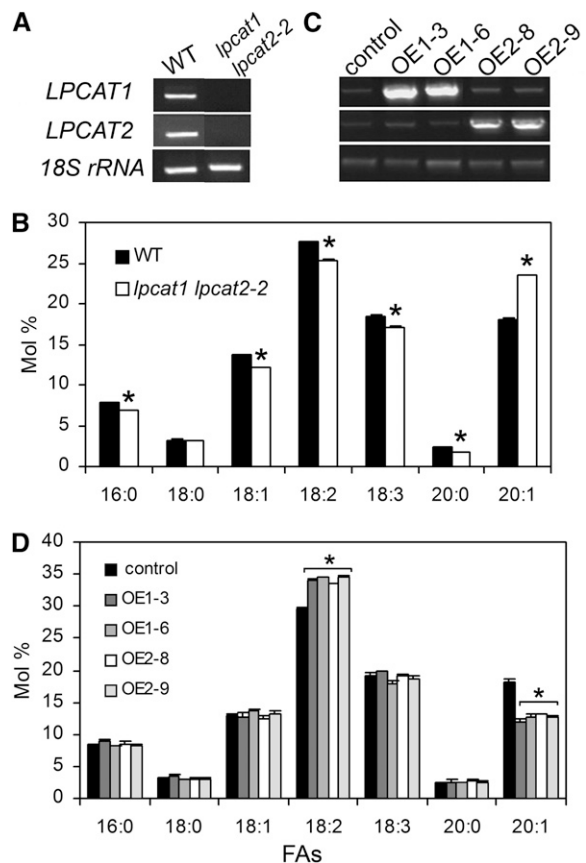 A
WT
lpcat1
lpcat2-2
LPCAT1
LPCAT2
18S rRNA
C
control
OE1-3
OE1-6
OE2-8
OE2-9
B
Mol %
30
25
20
15
10
5
0
WT
lpcat1 lpcat2-2
*
*
*
*
*
*
16:0
18:0
18:1
18:2
18:3
20:0
20:1
D
Mol %
40
35
30
25
20
15
10
5
0
control
OE1-3
OE1-6
OE2-8
OE2-9
*
*
16:0
18:0
18:1
18:2
18:3
20:0
20:1
FAs